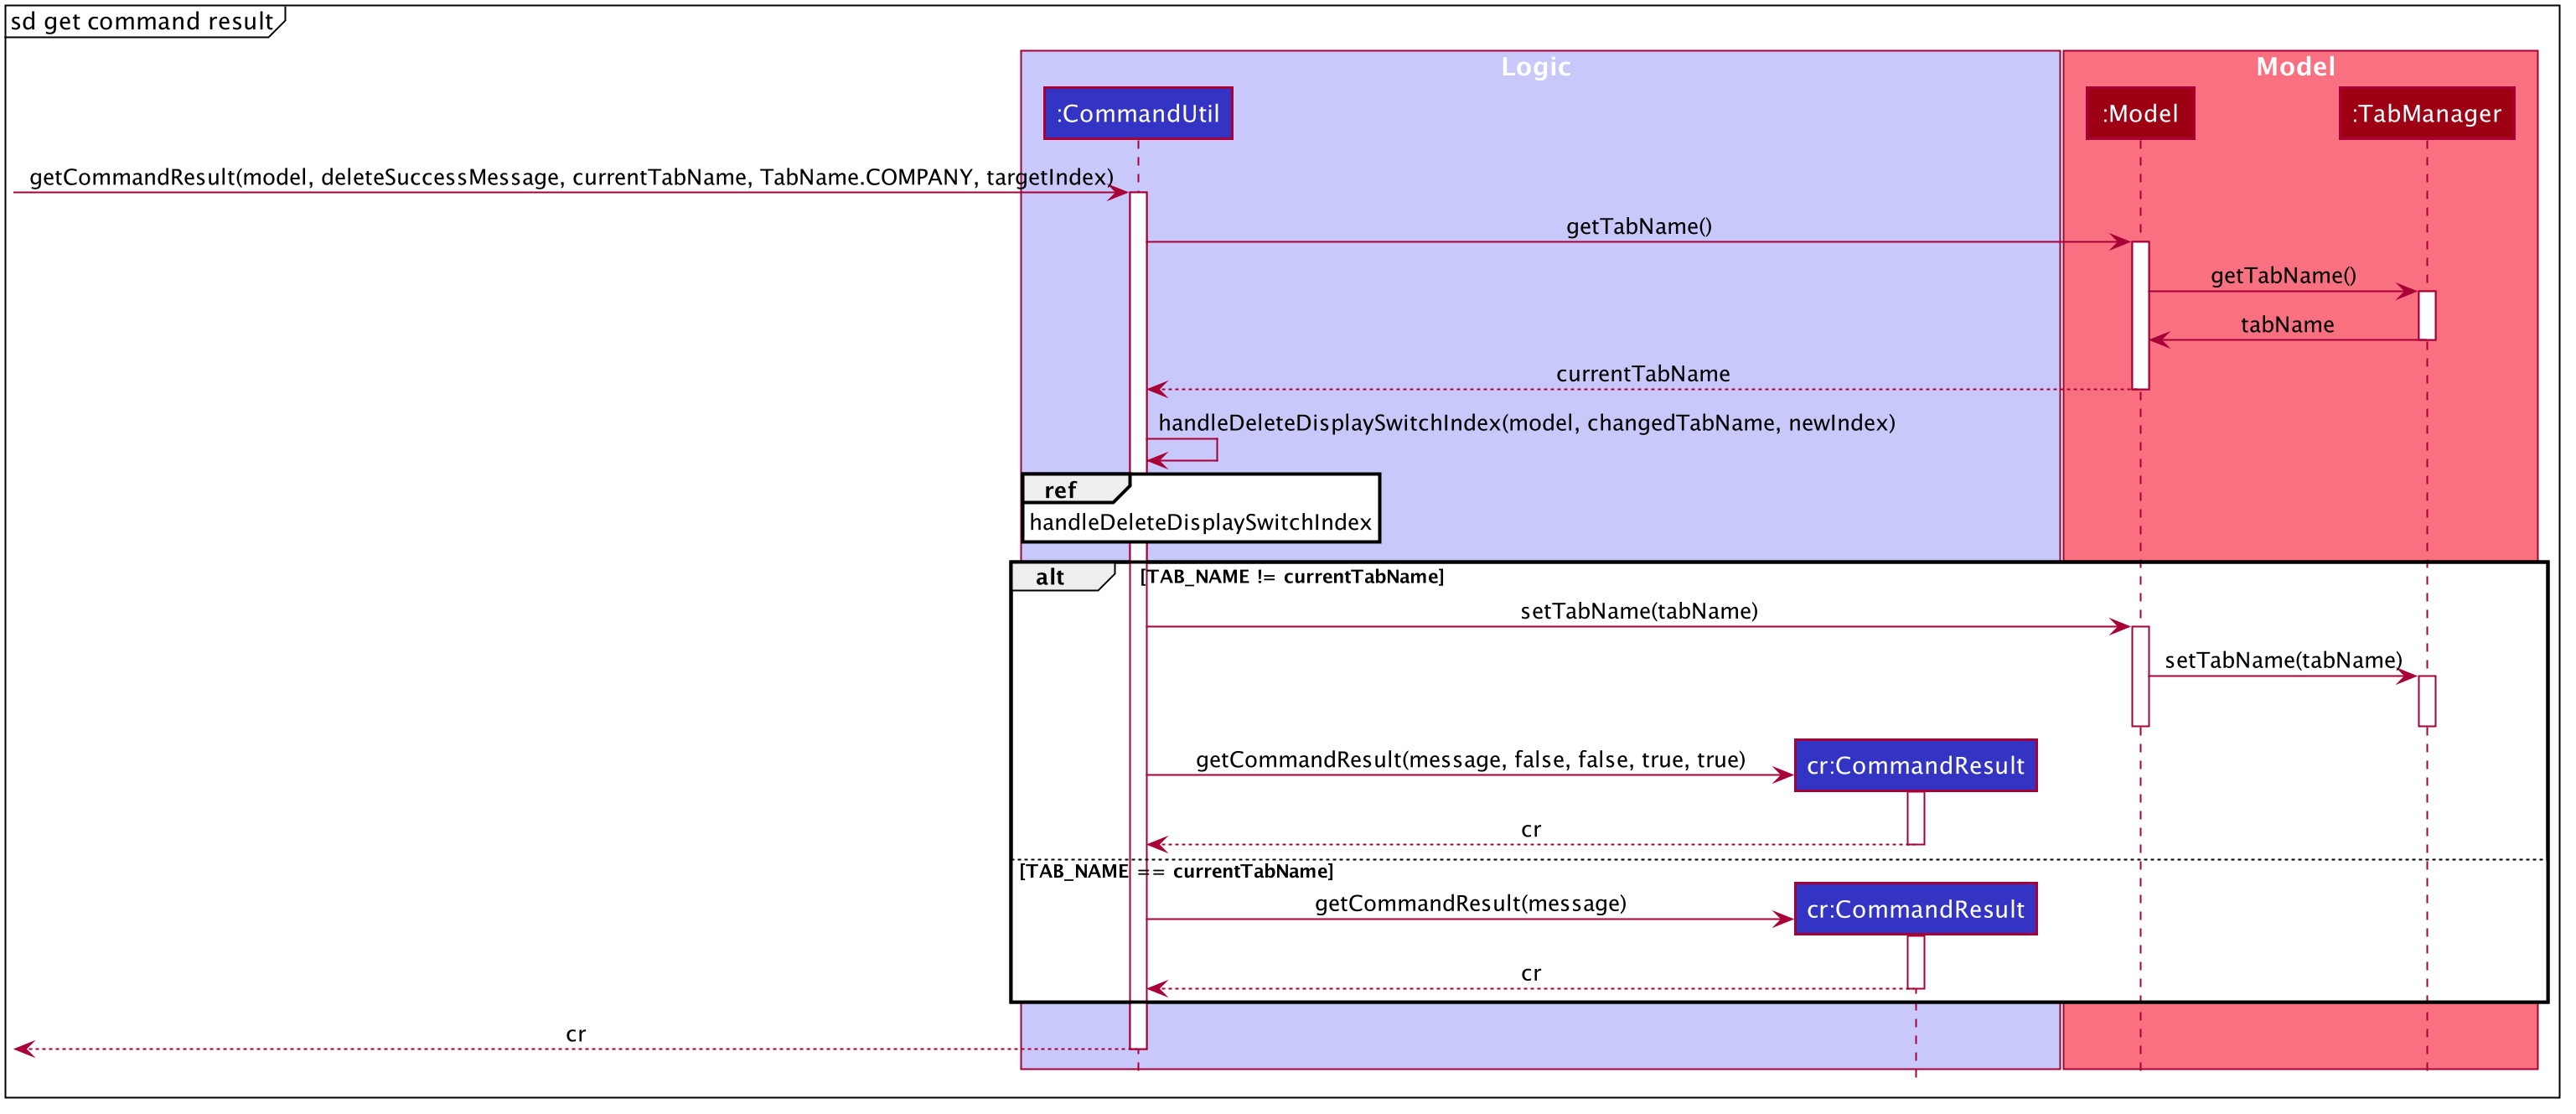 sd get command result
Logic
Model
:CommandUtil
:Model
:TabManager
getCommandResult(model, deleteSuccessMessage, currentTabName, TabName.COMPANY, targetIndex)
getTabName()
getTabName()
tabName
currentTabName
handleDeleteDisplaySwitchIndex(model, changedTabName, newIndex)
ref
handleDeleteDisplaySwitchIndex
alt
[TAB_NAME != currentTabName]
setTabName(tabName)
setTabName(tabName)
getCommandResult(message, false, false, true, true)
cr:CommandResult
cr
[TAB_NAME == currentTabName]
getCommandResult(message)
cr:CommandResult
cr
cr